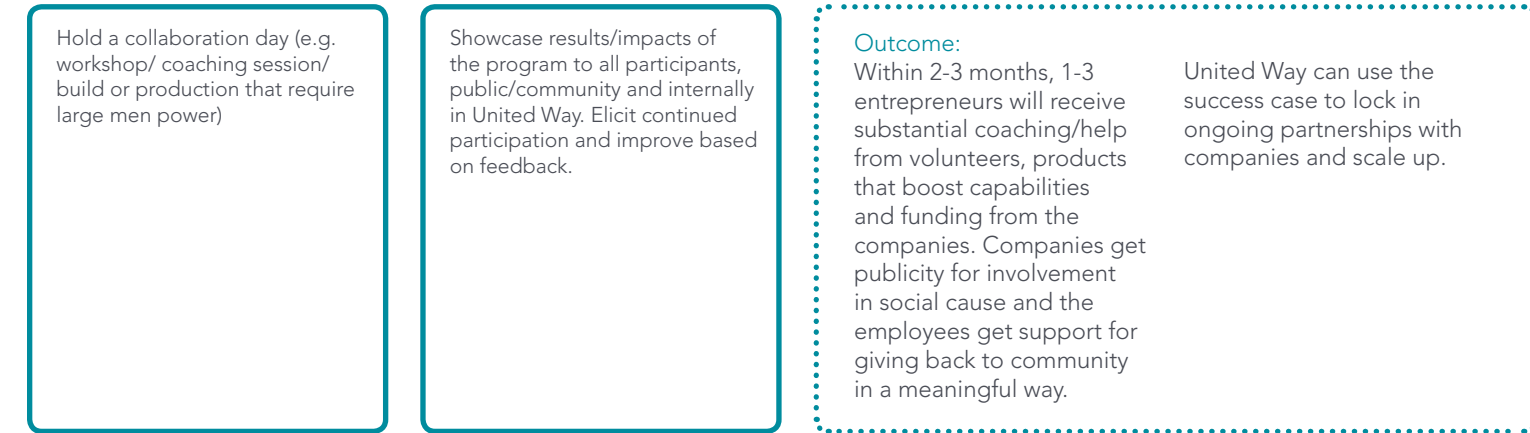 Hold a collaboration day (e.g.
workshop/ coaching session/
build or production that require
large men power)
Showcase results/impacts of
the program to all participants,
public/community and internally
in United Way. Elicit continued
participation and improve based
on feedback.
Outcome:
Within 2-3 months, 1-3
entrepreneurs will receive
substantial coaching/help
from volunteers, products
that boost capabilities
and funding from the
companies. Companies get
publicity for involvement
in social cause and the
employees get support for
giving back to community
in a meaningful way.
United Way can use the
success case to lock in
ongoing partnerships with
companies and scale up.